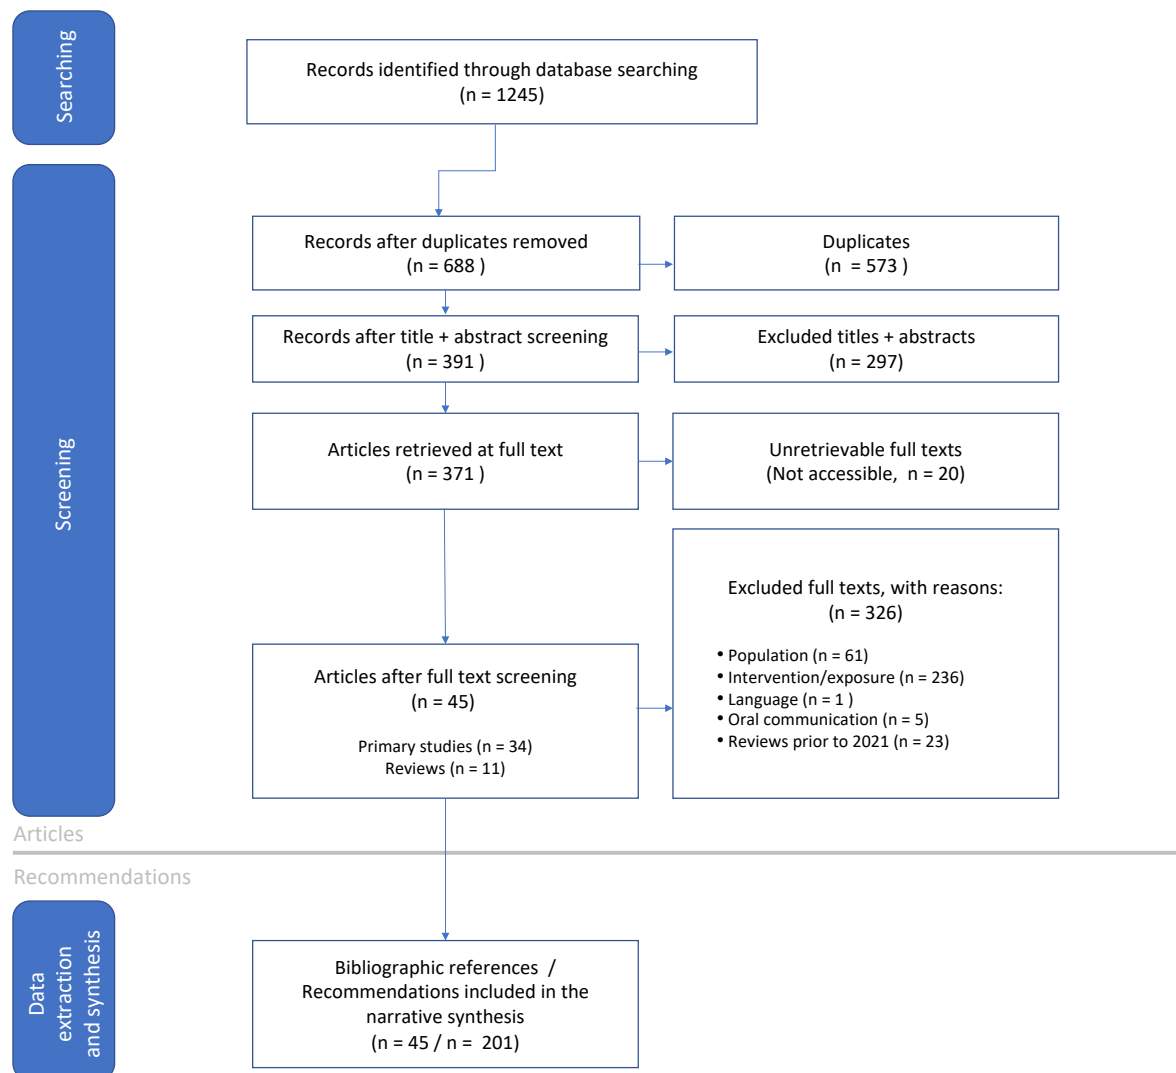 Searching
Records identified through database searching
(n = 1245)
Screening
Records after duplicates removed
(n = 688 )
Duplicates
(n  = 573 )
Records after title + abstract screening
(n = 391 )
Excluded titles + abstracts
(n = 297)
Articles retrieved at full text
(n = 371 )
Unretrievable full texts
(Not accessible,  n = 20)
Articles after full text screening
(n = 45)
Primary studies (n = 34)
Reviews (n = 11)
Excluded full texts, with reasons:
(n = 326)
• Population (n = 61)
• Intervention/exposure (n = 236)
• Language (n = 1 )
• Oral communication (n = 5)
• Reviews prior to 2021 (n = 23)
Articles
Recommendations
Data
extraction
and synthesis
Bibliographic references  /
Recommendations included in the
narrative synthesis
(n = 45 / n =  201)